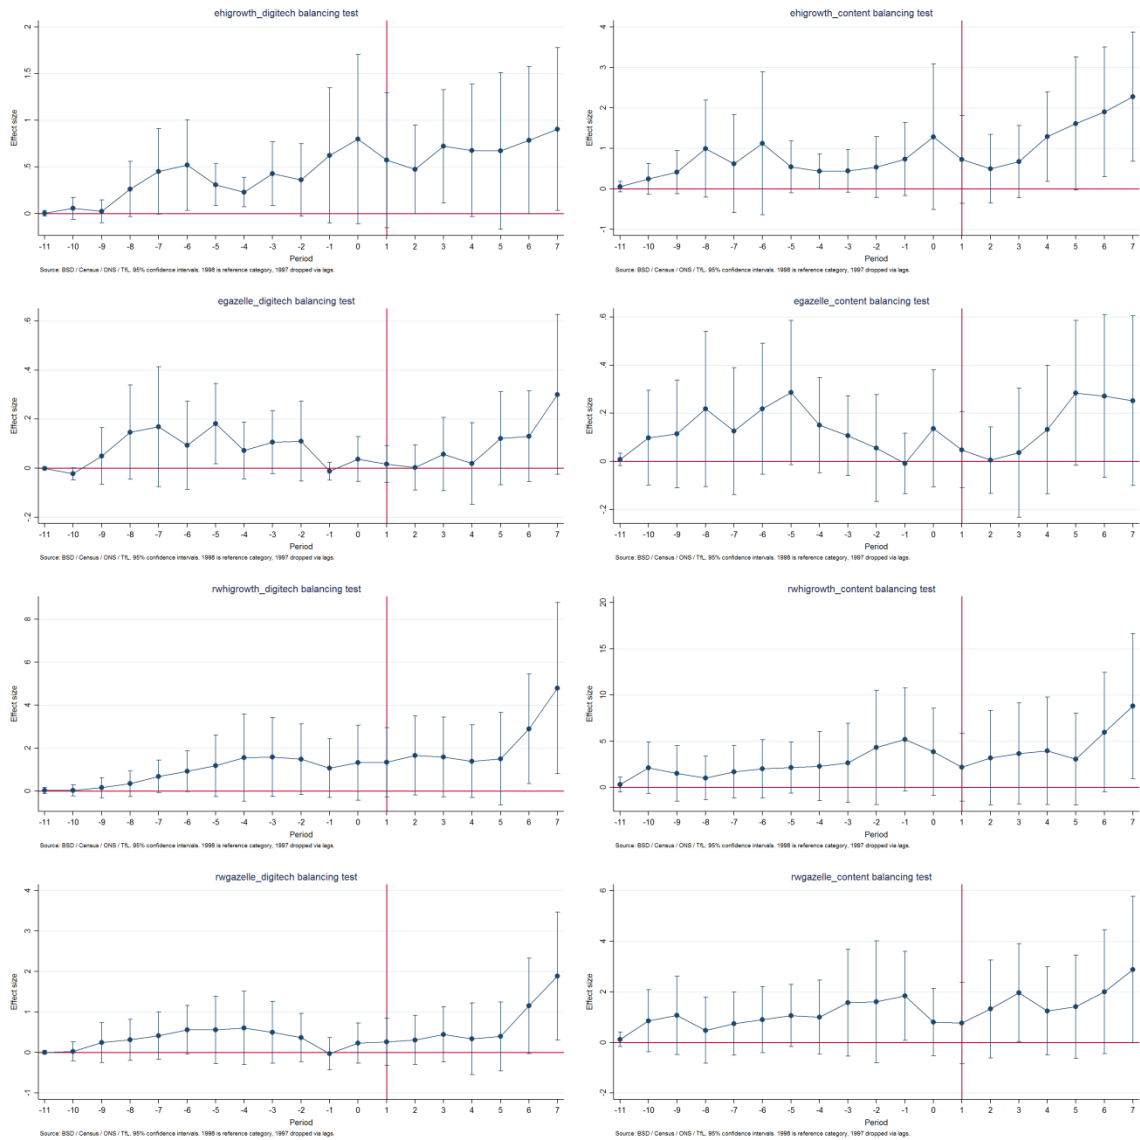 ehigrowth_digitech balancing test
Effect size
2
1.5
1
.5
0
-11 -10 -9 -8 -7 -6 -5 -4 -3 -2 -1 0 1 2 3 4 5 6 7
Period
Source: BSD / Census / ONS / TfL. 95% confidence intervals. 1998 is reference category, 1997 dropped via lags.
ehigrowth_content balancing test
Effect size
4
3
2
1
0
-1
-11 -10 -9 -8 -7 -6 -5 -4 -3 -2 -1 0 1 2 3 4 5 6 7
Period
Source: BSD / Census / ONS / TfL. 95% confidence intervals. 1998 is reference category, 1997 dropped via lags.
egazelle_digitech balancing test
Effect size
.6
.4
.2
0
-.2
-11 -10 -9 -8 -7 -6 -5 -4 -3 -2 -1 0 1 2 3 4 5 6 7
Period
Source: BSD / Census / ONS / TfL. 95% confidence intervals. 1998 is reference category, 1997 dropped via lags.
egazelle_content balancing test
Effect size
.6
.4
.2
0
-.2
-11 -10 -9 -8 -7 -6 -5 -4 -3 -2 -1 0 1 2 3 4 5 6 7
Period
Source: BSD / Census / ONS / TfL. 95% confidence intervals. 1998 is reference category, 1997 dropped via lags.
rwhigrowth_digitech balancing test
Effect size
8
6
4
2
0
-11 -10 -9 -8 -7 -6 -5 -4 -3 -2 -1 0 1 2 3 4 5 6 7
Period
Source: BSD / Census / ONS / TfL. 95% confidence intervals. 1998 is reference category, 1997 dropped via lags.
rwhigrowth_content balancing test
Effect size
20
15
10
5
0
-11 -10 -9 -8 -7 -6 -5 -4 -3 -2 -1 0 1 2 3 4 5 6 7
Period
Source: BSD / Census / ONS / TfL. 95% confidence intervals. 1998 is reference category, 1997 dropped via lags.
rwgazelle_digitech balancing test
Effect size
4
3
2
1
0
-1
-11 -10 -9 -8 -7 -6 -5 -4 -3 -2 -1 0 1 2 3 4 5 6 7
Period
Source: BSD / Census / ONS / TfL. 95% confidence intervals. 1998 is reference category, 1997 dropped via lags.
rwgazelle_content balancing test
Effect size
6
4
2
0
-2
-11 -10 -9 -8 -7 -6 -5 -4 -3 -2 -1 0 1 2 3 4 5 6 7
Period
Source: BSD / Census / ONS / TfL. 95% confidence intervals. 1998 is reference category, 1997 dropped via lags.